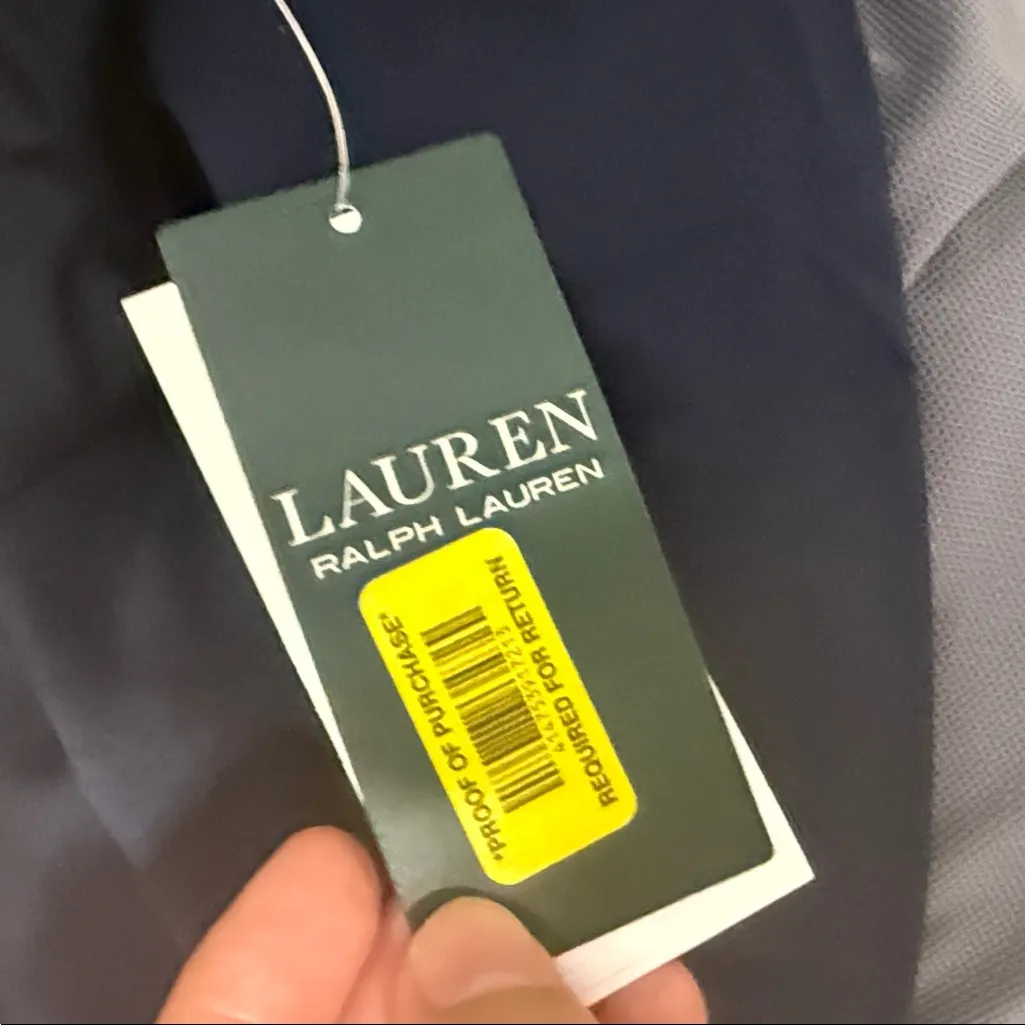 LAUREN
RALPH LAUREN
*PROOF OF PURCHASE*
REQUIRED FOR RETURN